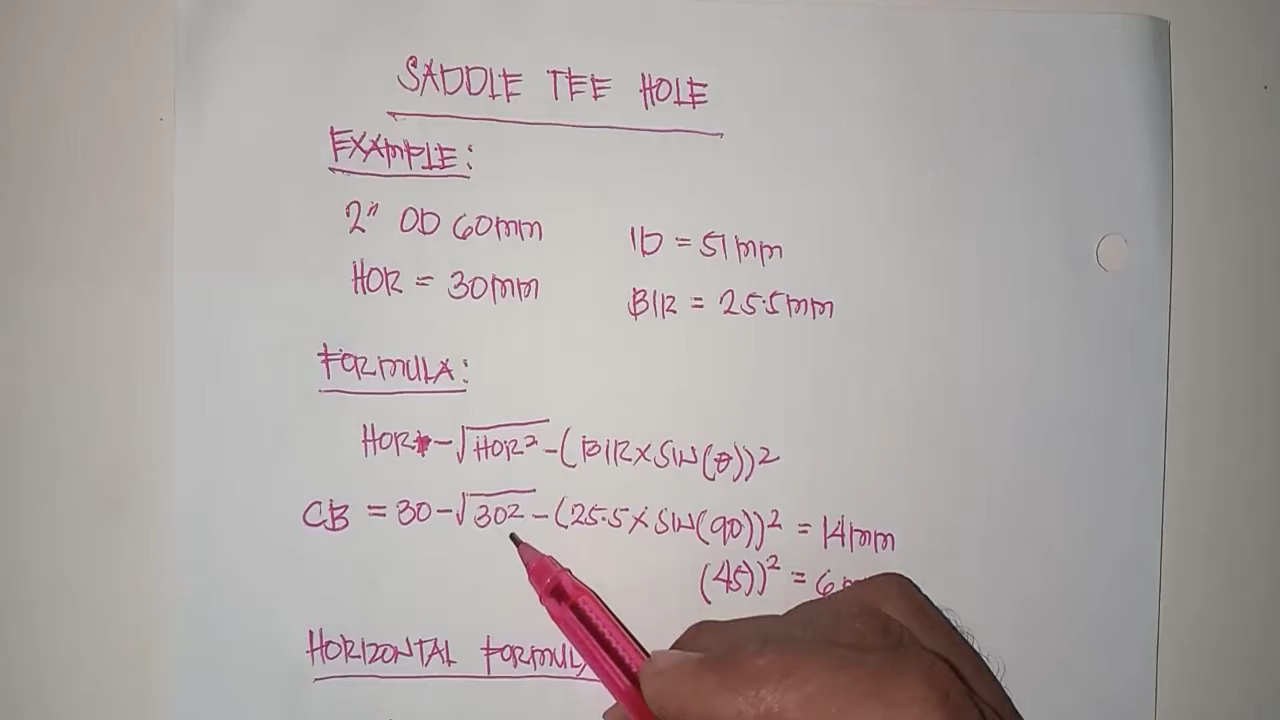 SADDLE TEE HOLE
EXAMPLE:
2" OD 60mm
ID = 51mm
HOR = 30mm
BIR = 25.5mm
FORMULA:
HOR - √HOR² - (BIR × SIN(θ))²
CB = 30 - √30² - (25.5 × SIN(90))² = 14mm
(45))² = 6
HORIZONTAL